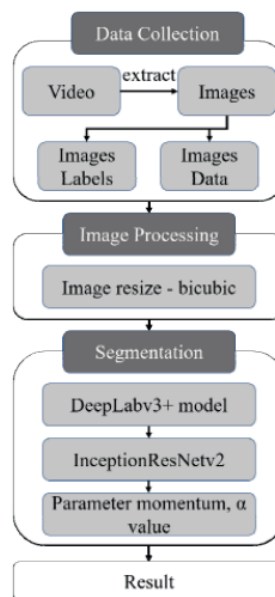 Data Collection
extract
Video
Images
Images
Labels
Images
Data
Image Processing
Image resize - bicubic
Segmentation
DeepLabv3+ model
InceptionResNetv2
Parameter momentum, α
value
Result